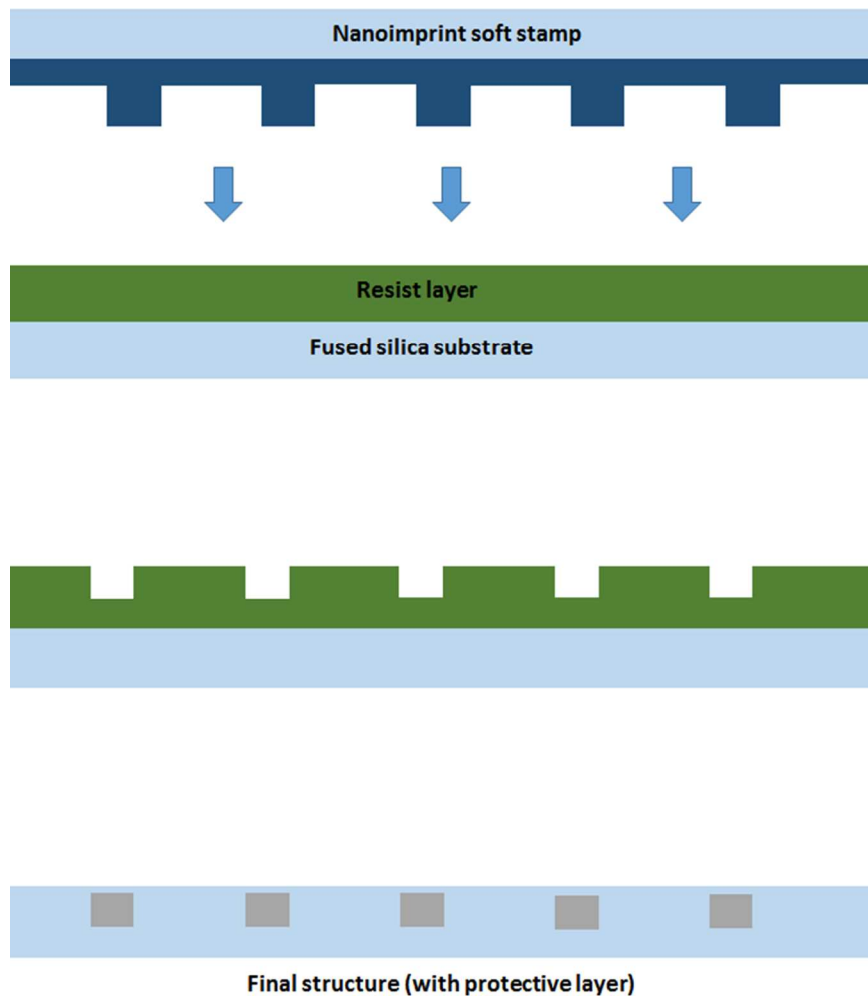 Nanoimprint soft stamp
Resist layer
Fused silica substrate
Final structure (with protective layer)